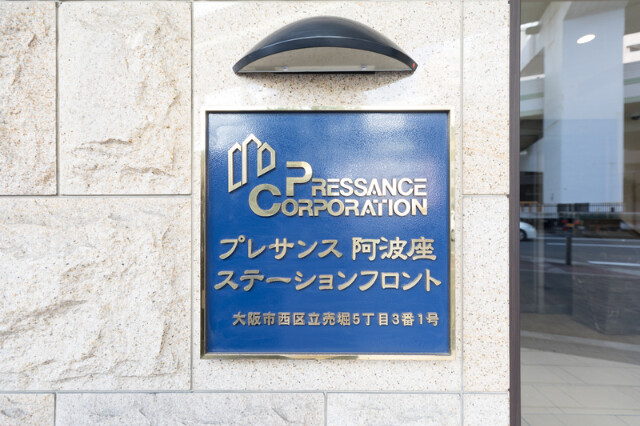 PRESSANCE
CORPORATION
プレサンス 阿波座
ステーションフロント
大阪市西区立売堀5丁目3番1号